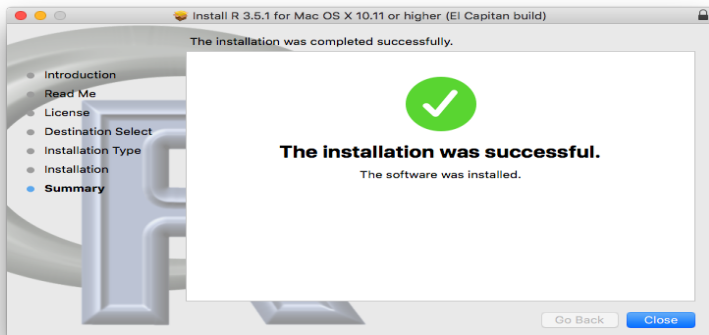 Install R 3.5.1 for Mac OS X 10.11 or higher (El Capitan build)
The installation was completed successfully.
Introduction
Read Me
License
Destination Select
Installation Type
Installation
Summary
The installation was successful.
The software was installed.
Go Back
Close